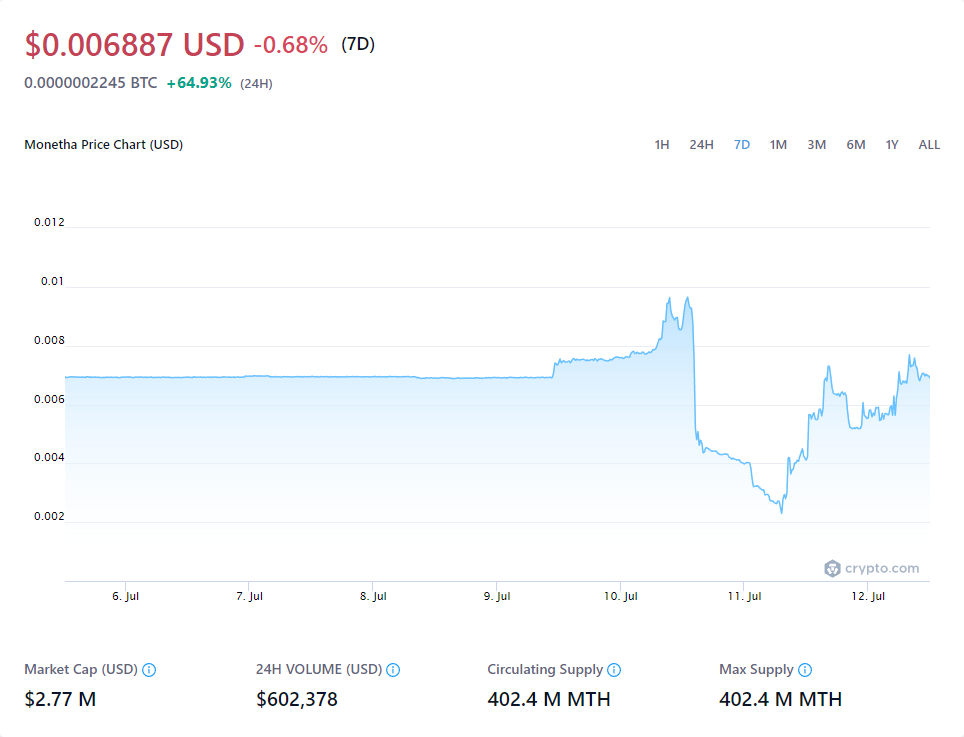 $0.006887 USD -0.68% (7D)
0.0000002245 BTC +64.93% (24H)
Monetha Price Chart (USD) 1H 24H 7D 1M 3M 6M 1Y ALL
0.012
0.01
0.008
0.006
0.004
0.002
crypto.com
6. Jul 7. Jul 8. Jul 9. Jul 10. Jul 11. Jul 12. Jul
Market Cap (USD) 24H VOLUME (USD) Circulating Supply Max Supply
$2.77 M $602,378 402.4 M MTH 402.4 M MTH